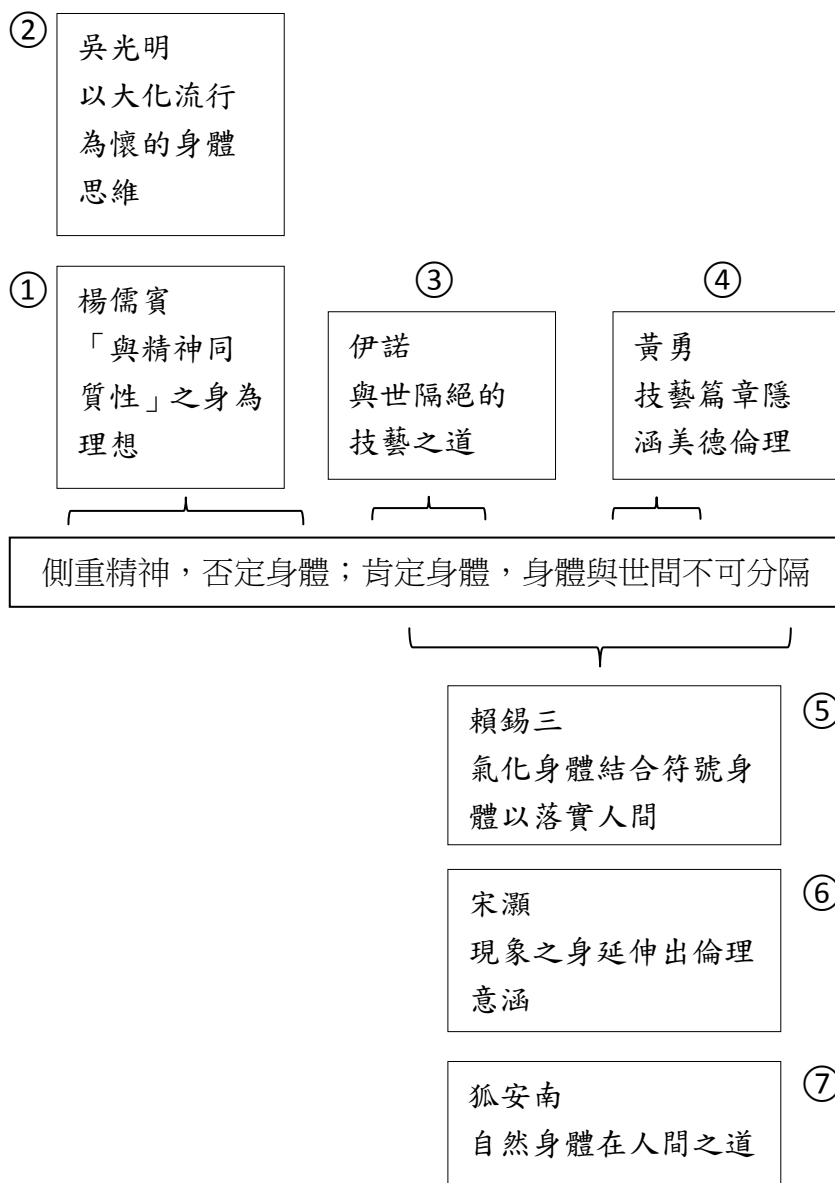 ②
吳光明
以大化流行
為懷的身體
思維
①
楊儒賓
「與精神同
質性」之身為
理想
③
伊諾
與世隔絕的
技藝之道
④
黃勇
技藝篇章隱
涵美德倫理
側重精神，否定身體；肯定身體，身體與世間不可分隔
⑤
賴錫三
氣化身體結合符號身
體以落實人間
⑥
宋灝
現象之身延伸出倫理
意涵
⑦
狐安南
自然身體在人間之道